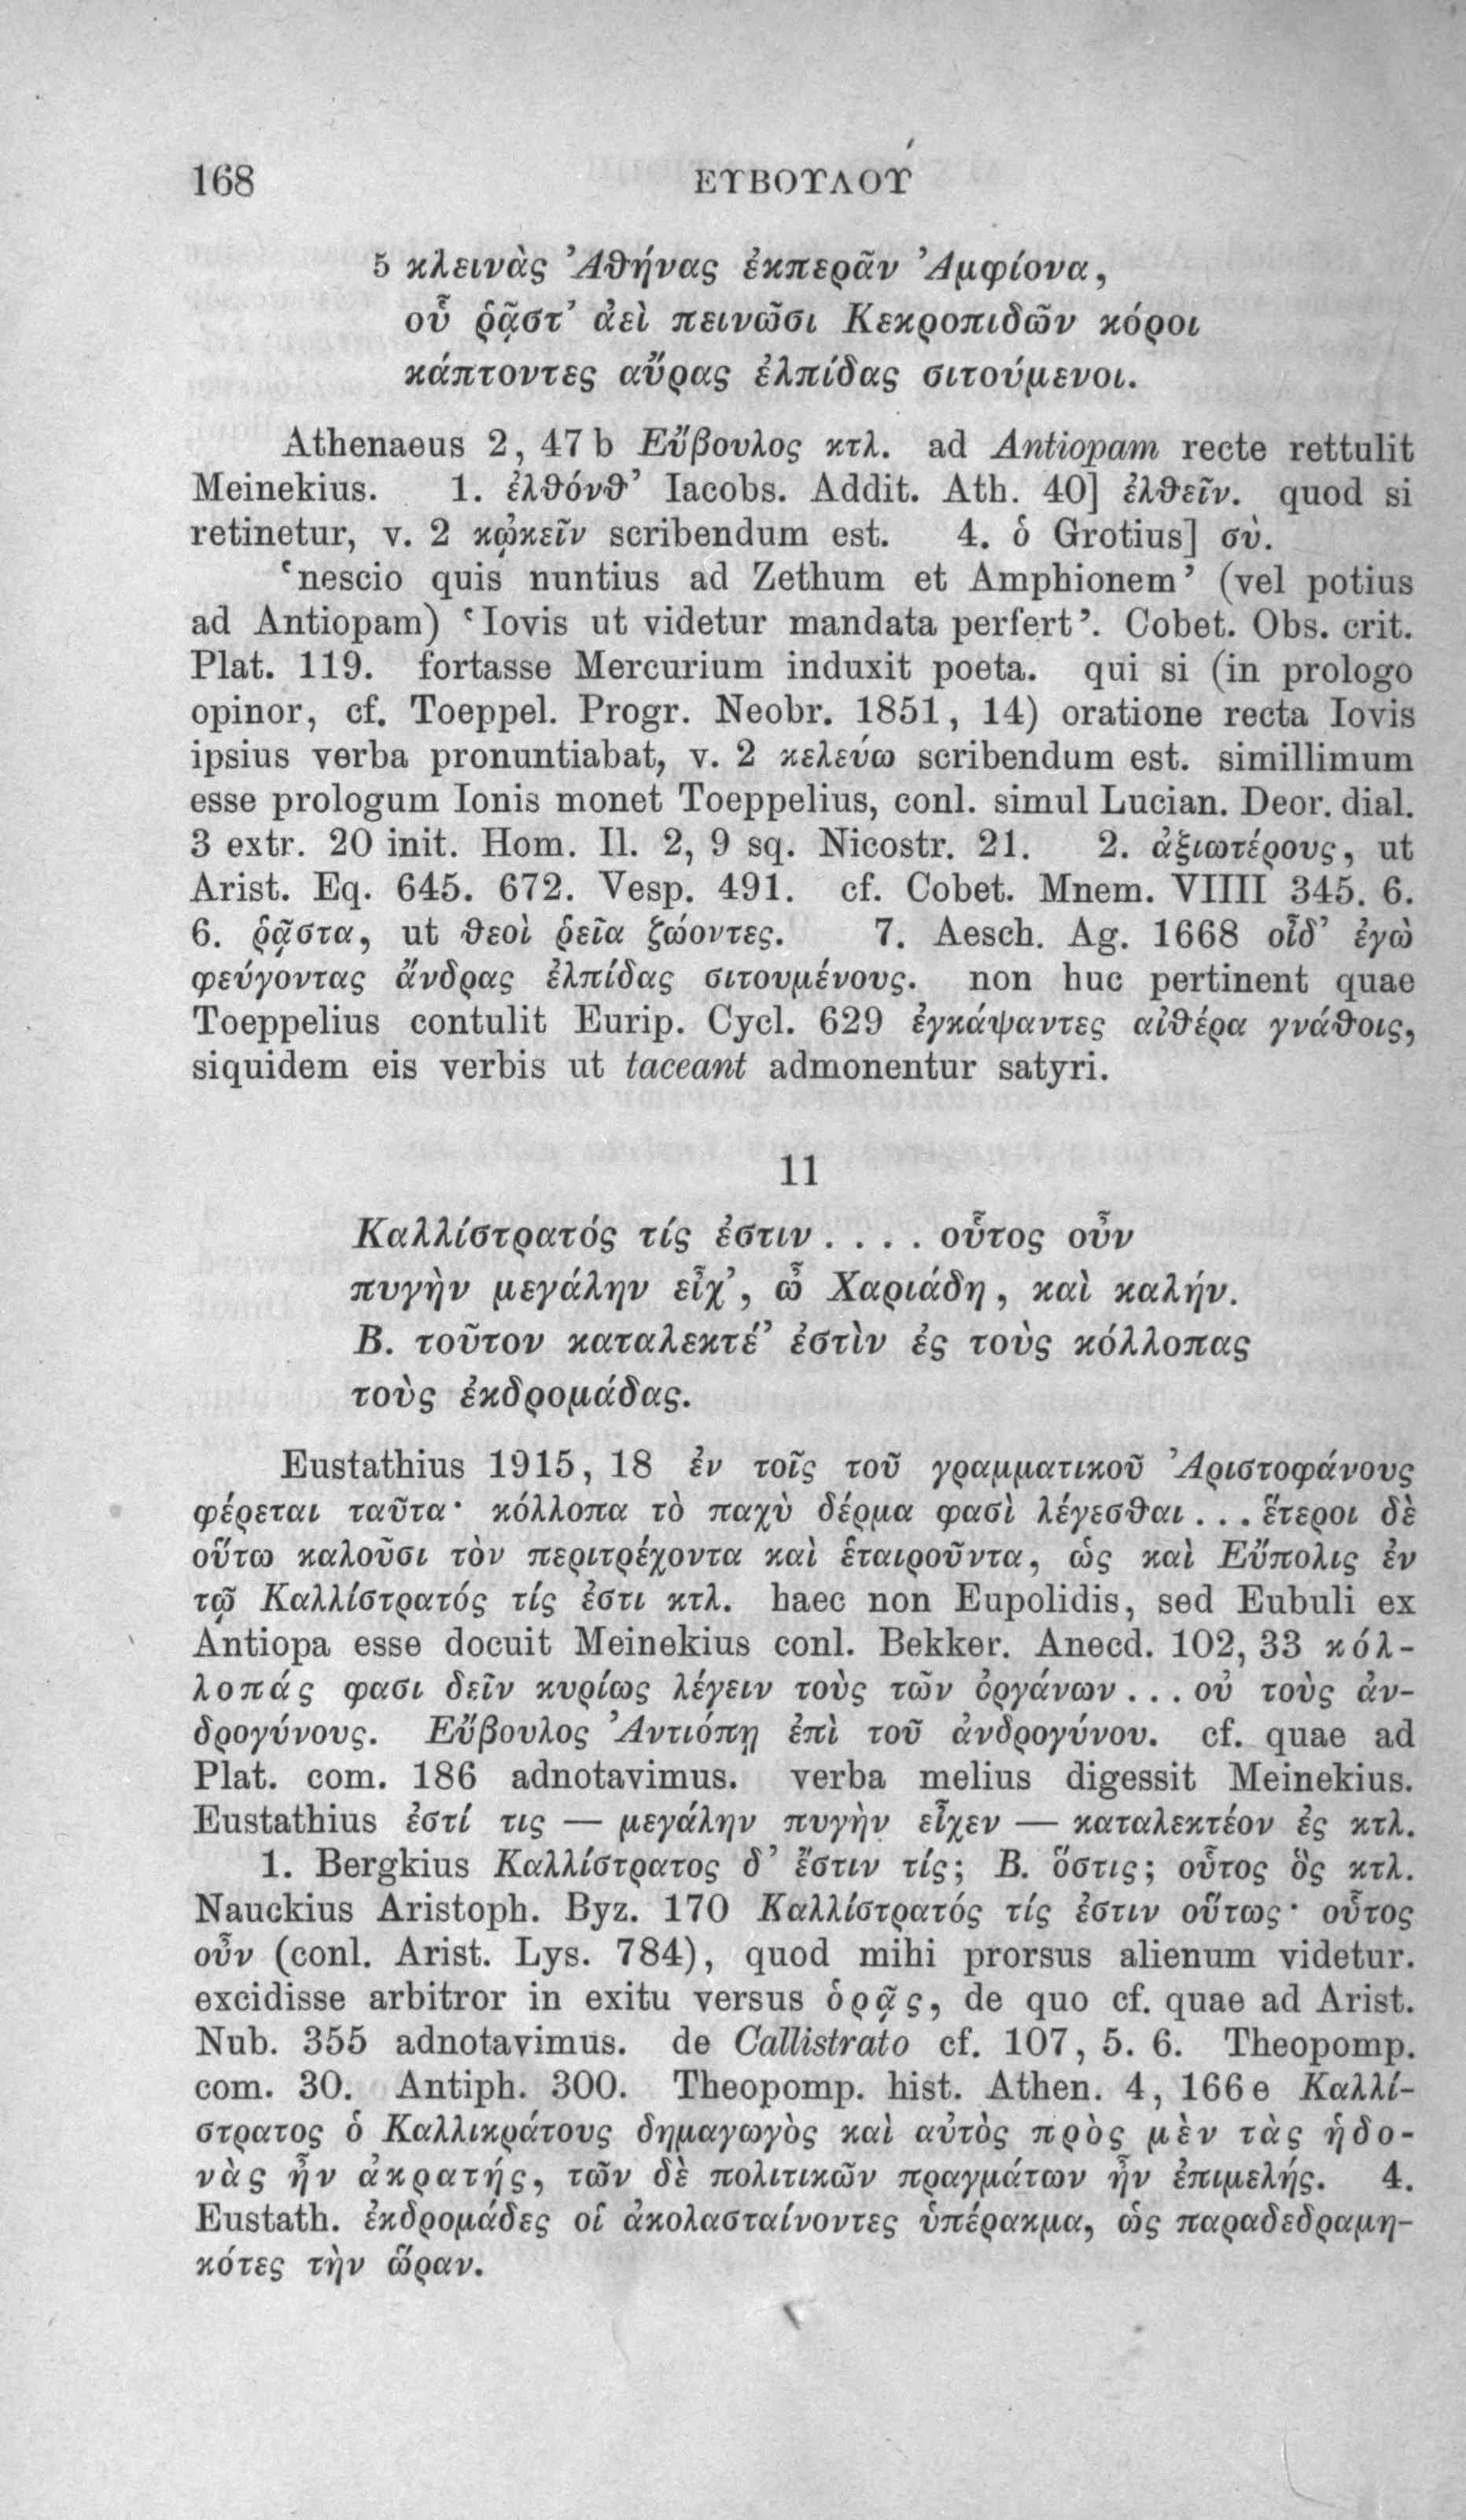 168 ΕΥΒΟΥΛΟΥ
5 κλεινὰς Ἀθήνας ἐκπερᾶν Ἀμφίονα,
οὗ ῥᾷστ’ ἀεὶ πεινῶσι Κεκροπιδῶν κόροι
κάπτοντες αὔρας ἐλπίδας σιτούμενοι.
Athenaeus 2, 47 b Εὔβουλος κτλ. ad Antiopam recte rettulit
Meinekius. 1. ἐλθόνθ’ Iacobs. Addit. Ath. 40] ἐλθεῖν. quod si
retinetur, v. 2 κᾠκεῖν scribendum est. 4. ὁ Grotius] σὺ.
‘nescio quis nuntius ad Zethum et Amphionem’ (vel potius
ad Antiopam) ‘Iovis ut videtur mandata perfert’. Cobet. Obs. crit.
Plat. 119. fortasse Mercurium induxit poeta. qui si (in prologo
opinor, cf. Toeppel. Progr. Neobr. 1851, 14) oratione recta Iovis
ipsius verba pronuntiabat, v. 2 κελεύω scribendum est. simillimum
esse prologum Ionis monet Toeppelius, conl. simul Lucian. Deor. dial.
3 extr. 20 init. Hom. Il. 2, 9 sq. Nicostr. 21. 2. ἀξιωτέρους, ut
Arist. Eq. 645. 672. Vesp. 491. cf. Cobet. Mnem. VIIII 345. 6.
6. ῥᾷστα, ut θεοὶ ῥεῖα ζώοντες. 7. Aesch. Ag. 1668 οἶδ’ ἐγὼ
φεύγοντας ἄνδρας ἐλπίδας σιτουμένους. non huc pertinent quae
Toeppelius contulit Eurip. Cycl. 629 ἐγκάψαντες αἰθέρα γνάθοις,
siquidem eis verbis ut taceant admonentur satyri.
11
Καλλίστρατός τίς ἐστιν . . . . οὗτος οὖν
πυγὴν μεγάλην εἶχ’, ὦ Χαριάδη, καὶ καλήν.
B. τοῦτον καταλεκτέ’ ἐστὶν ἐς τοὺς κόλλοπας
τοὺς ἐκδρομάδας.
Eustathius 1915, 18 ἐν τοῖς τοῦ γραμματικοῦ Ἀριστοφάνους
φέρεται ταῦτα· κόλλοπα τὸ παχὺ δέρμα φασὶ λέγεσθαι . . . ἕτεροι δὲ
οὕτω καλοῦσι τὸν περιτρέχοντα καὶ ἑταιροῦντα, ὡς καὶ Εὔπολις ἐν
τῷ Καλλίστρατός τίς ἐστι κτλ. haec non Eupolidis, sed Eubuli ex
Antiopa esse docuit Meinekius conl. Bekker. Anecd. 102, 33 κόλ-
λοπάς φασι δεῖν κυρίως λέγειν τοὺς τῶν ὀργάνων . . . οὐ τοὺς ἀν-
δρογύνους. Εὔβουλος Ἀντιόπῃ ἐπὶ τοῦ ἀνδρογύνου. cf. quae ad
Plat. com. 186 adnotavimus. verba melius digessit Meinekius.
Eustathius ἐστί τις — μεγάλην πυγὴν εἶχεν — καταλεκτέον ἐς κτλ.
1. Bergkius Καλλίστρατος δ’ ἔστιν τίς; B. ὅστις; οὗτος ὃς κτλ.
Nauckius Aristoph. Byz. 170 Καλλίστρατός τίς ἐστιν οὕτως· οὗτος
οὖν (conl. Arist. Lys. 784), quod mihi prorsus alienum videtur.
excidisse arbitror in exitu versus ὁρᾷς, de quo cf. quae ad Arist.
Nub. 355 adnotavimus. de Callistrato cf. 107, 5. 6. Theopomp.
com. 30. Antiph. 300. Theopomp. hist. Athen. 4, 166 e Καλλί-
στρατος ὁ Καλλικράτους δημαγωγὸς καὶ αὐτὸς πρὸς μὲν τὰς ἡδο-
νὰς ἦν ἀκρατής, τῶν δὲ πολιτικῶν πραγμάτων ἦν ἐπιμελής. 4.
Eustath. ἐκδρομάδες οἱ ἀκολασταίνοντες ὑπέρακμα, ὡς παραδεδραμη-
κότες τὴν ὥραν.